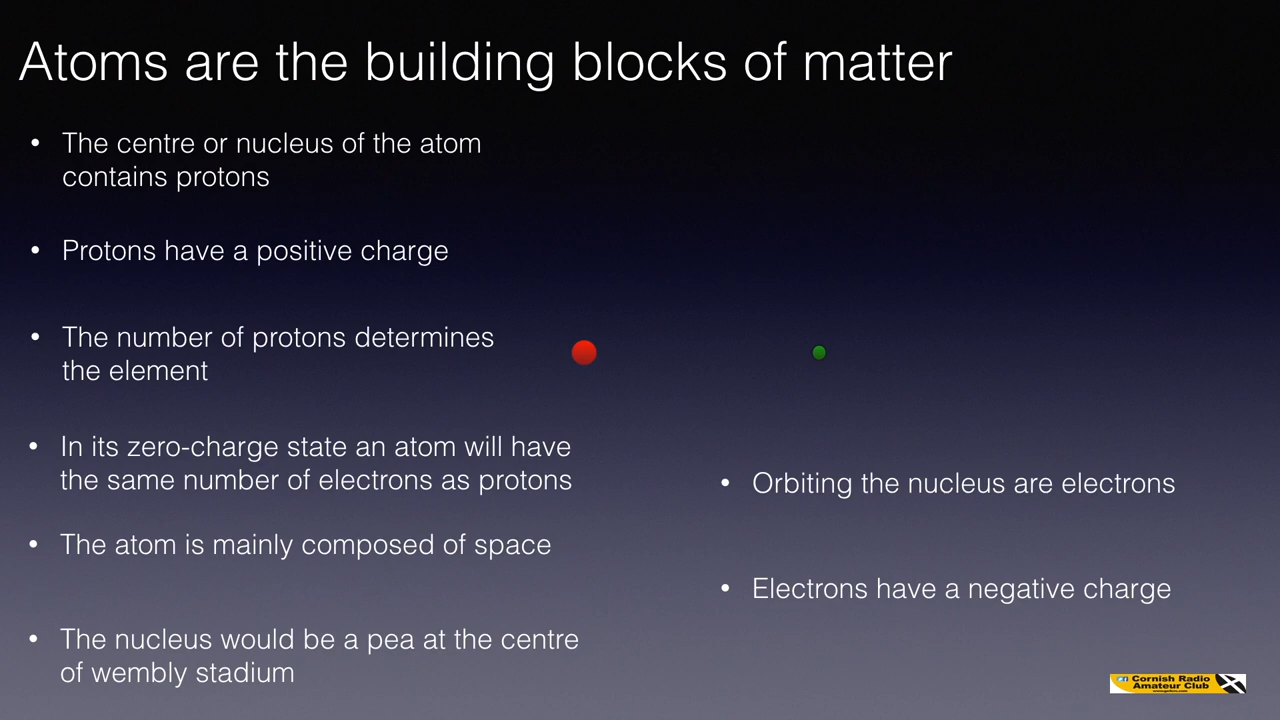 Atoms are the building blocks of matter
• The centre or nucleus of the atom
contains protons
• Protons have a positive charge
• The number of protons determines
the element
• In its zero-charge state an atom will have
the same number of electrons as protons
• The atom is mainly composed of space
• The nucleus would be a pea at the centre
of wembly stadium
• Orbiting the nucleus are electrons
• Electrons have a negative charge
Cornish Radio
Amateur Club